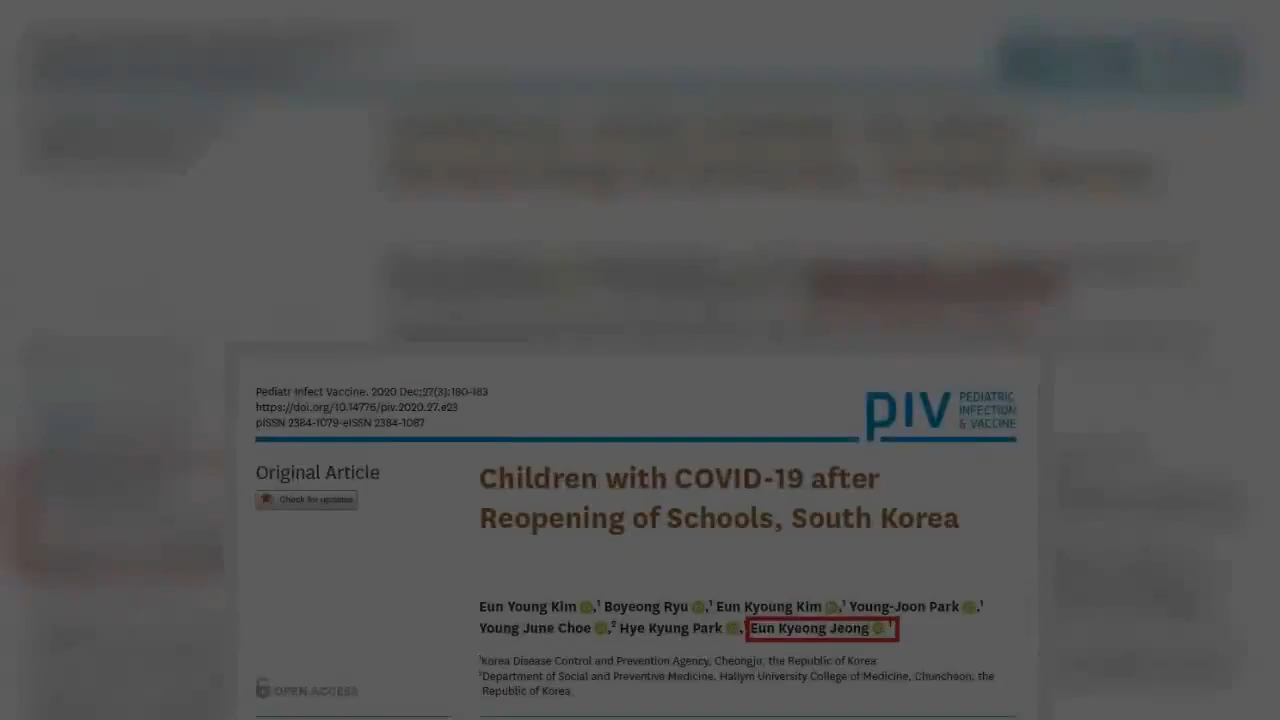 Pediatr Infect Vaccine. 2020 Dec;27(3):180-183
https://doi.org/10.14776/piv.2020.27.e23
pISSN 2384-1079·eISSN 2384-1087
piv PEDIATRIC
INFECTION
& VACCINE
Original Article
Check for updates
Children with COVID-19 after
Reopening of Schools, South Korea
Eun Young Kim ,¹ Boyeong Ryu ,¹ Eun Kyoung Kim ,¹ Young-Joon Park ,¹
Young June Choe ,² Hye Kyung Park ,¹ Eun Kyeong Jeong ¹
¹Korea Disease Control and Prevention Agency, Cheongju, the Republic of Korea
²Department of Social and Preventive Medicine, Hallym University College of Medicine, Chuncheon, the
Republic of Korea
OPEN ACCESS